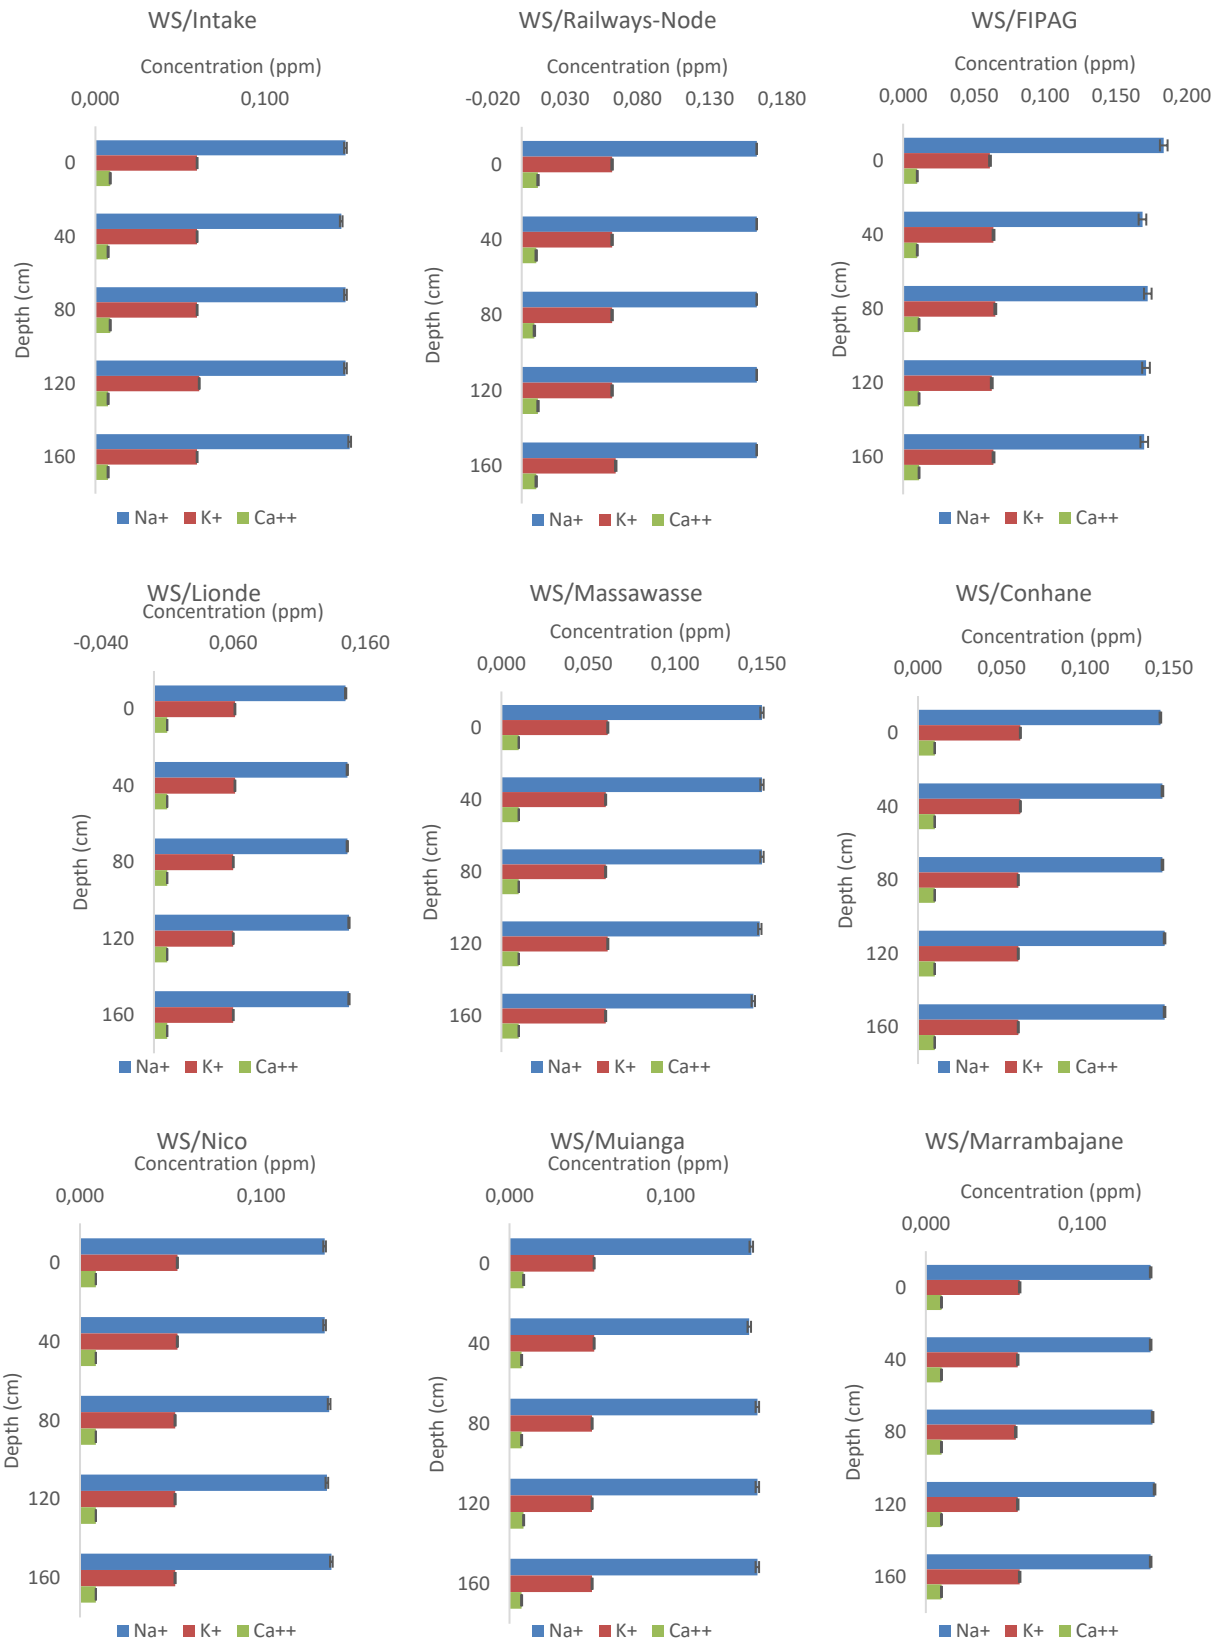 WS/Intake
Concentration (ppm)
0,000 0,100
Depth (cm)
0
40
80
120
160
Na+ K+ Ca++
WS/Railways-Node
Concentration (ppm)
-0,020 0,030 0,080 0,130 0,180
Depth (cm)
0
40
80
120
160
Na+ K+ Ca++
WS/FIPAG
Concentration (ppm)
0,000 0,050 0,100 0,150 0,200
Depth (cm)
0
40
80
120
160
Na+ K+ Ca++
WS/Lionde
Concentration (ppm)
-0,040 0,060 0,160
Depth (cm)
0
40
80
120
160
Na+ K+ Ca++
WS/Massawasse
Concentration (ppm)
0,000 0,050 0,100 0,150
Depth (cm)
0
40
80
120
160
Na+ K+ Ca++
WS/Conhane
Concentration (ppm)
0,000 0,050 0,100 0,150
Depth (cm)
0
40
80
120
160
Na+ K+ Ca++
WS/Nico
Concentration (ppm)
0,000 0,100
Depth (cm)
0
40
80
120
160
Na+ K+ Ca++
WS/Muianga
Concentration (ppm)
0,000 0,100
Depth (cm)
0
40
80
120
160
Na+ K+ Ca++
WS/Marrambajane
Concentration (ppm)
0,000 0,100
Depth (cm)
0
40
80
120
160
Na+ K+ Ca++